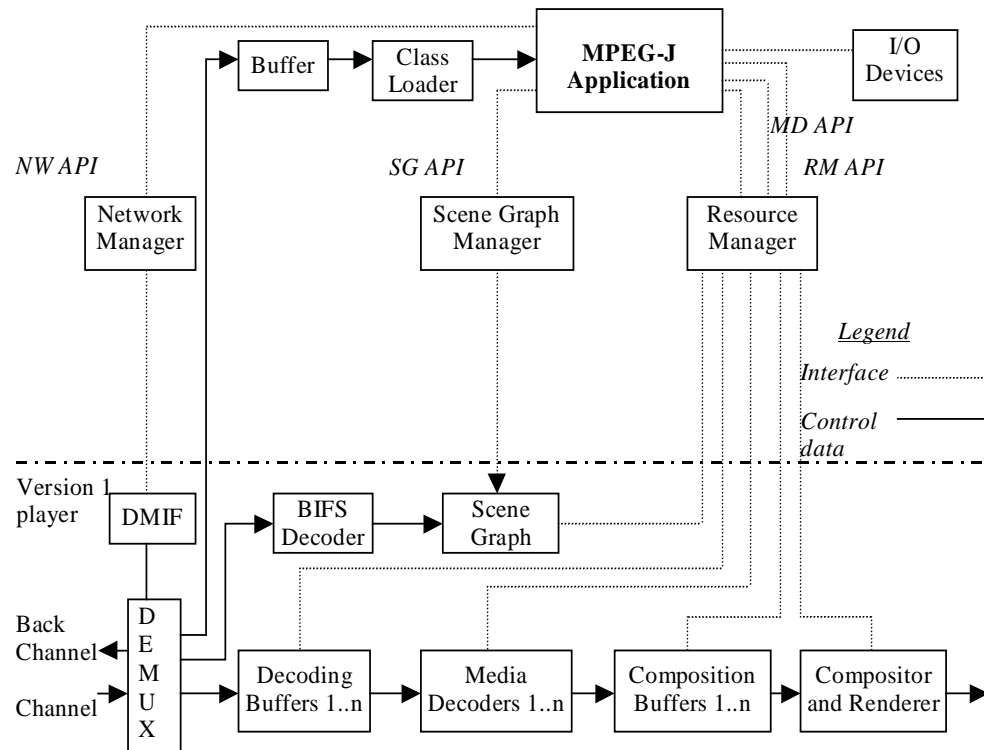 Buffer
Class
Loader
MPEG-J
Application
I/O
Devices
MD API
NW API
SG API
RM API
Network
Manager
Scene Graph
Manager
Resource
Manager
Legend
Interface
Control
data
Version 1
player
DMIF
BIFS
Decoder
Scene
Graph
D
E
M
U
X
Back
Channel
Channel
Decoding
Buffers 1..n
Media
Decoders 1..n
Composition
Buffers 1..n
Compositor
and Renderer